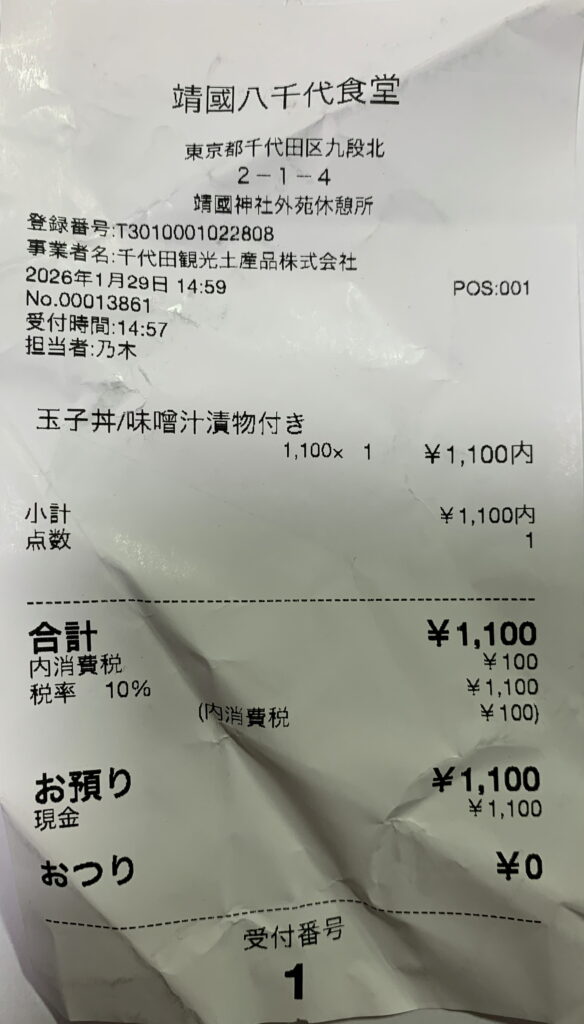 靖國八千代食堂
東京都千代田区九段北
2－1－4
靖國神社外苑休憩所
登録番号:T3010001022808
事業者名:千代田観光土産品株式会社
2026年1月29日 14:59 POS:001
No.00013861
受付時間:14:57
担当者:乃木
玉子丼/味噌汁漬物付き
1,100× 1 ¥1,100内
小計 ¥1,100内
点数 1
合計 ¥1,100
内消費税 ¥100
税率 10% ¥1,100
(内消費税 ¥100)
お預り ¥1,100
現金 ¥1,100
おつり ¥0
受付番号
1